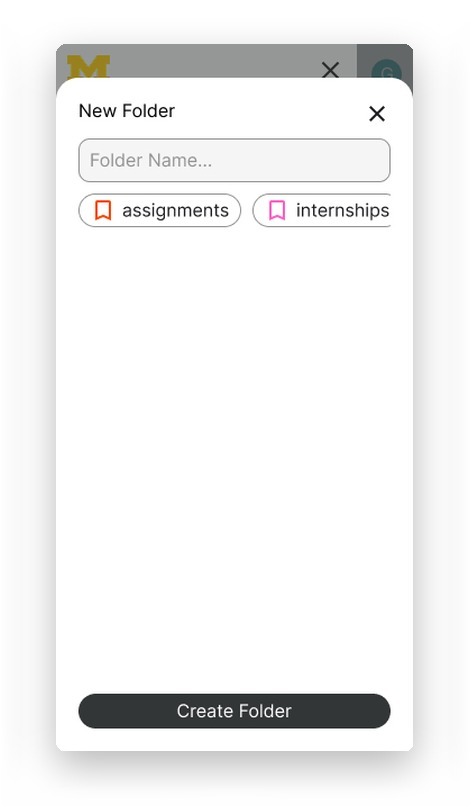 M
G
New Folder
Folder Name...
assignments
internships
Create Folder